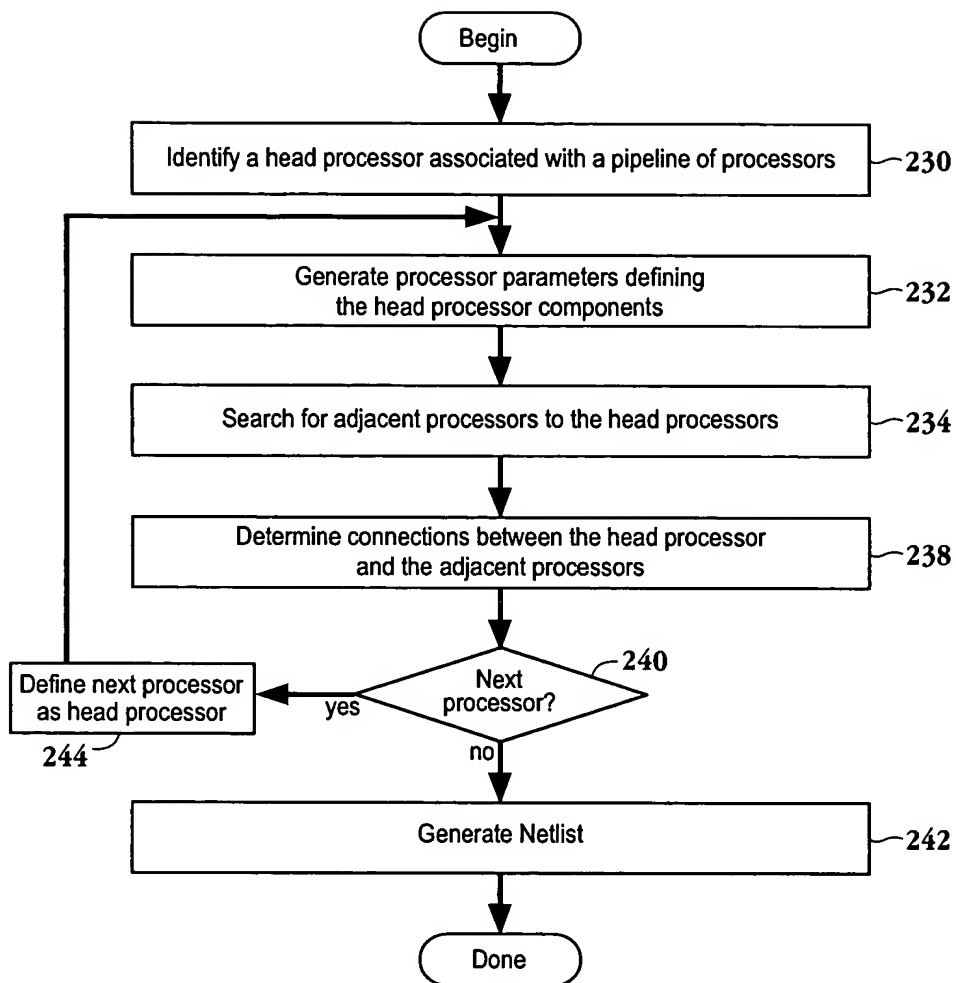 Begin
Identify a head processor associated with a pipeline of processors
230
Generate processor parameters defining
the head processor components
232
Search for adjacent processors to the head processors
234
Determine connections between the head processor
and the adjacent processors
238
Next
processor?
240
yes
Define next processor
as head processor
244
no
Generate Netlist
242
Done